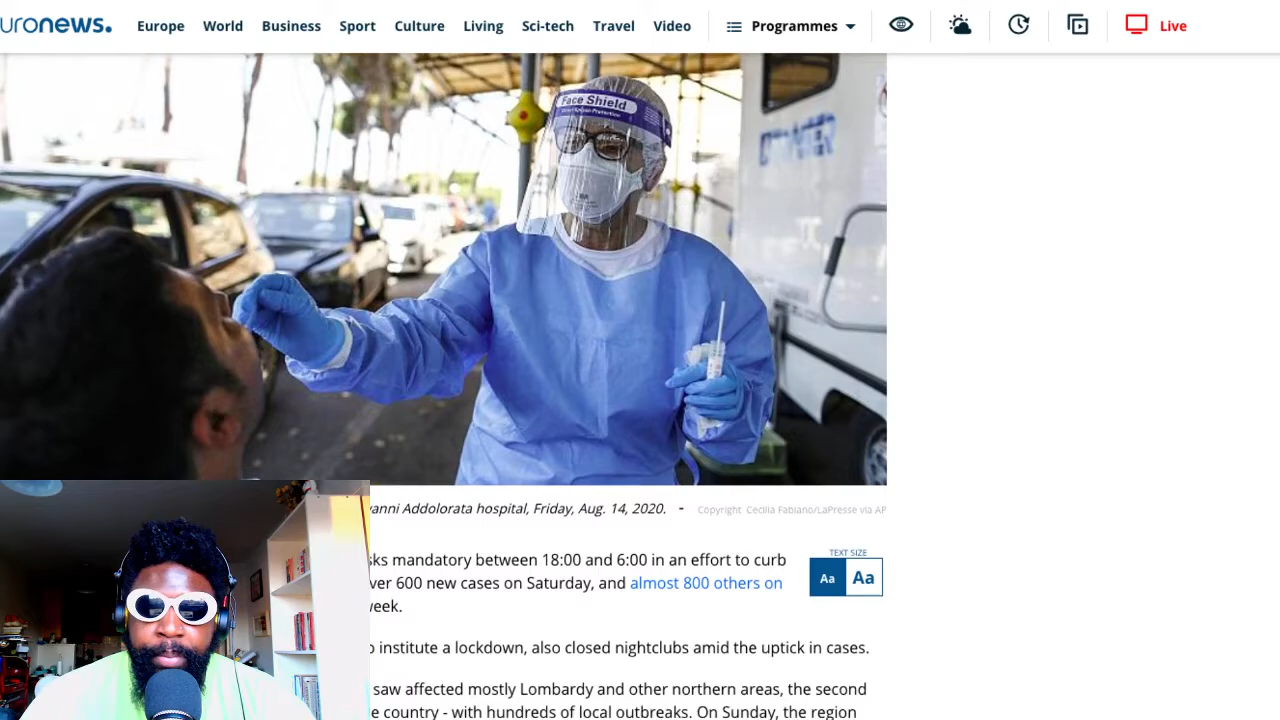 uronews.
Europe World Business Sport Culture Living Sci-tech Travel Video Programmes Live
Face Shield
vanni Addolorata hospital, Friday, Aug. 14, 2020. - Copyright Cecilia Fabiano/LaPresse via AP
TEXT SIZE
Aa Aa
sks mandatory between 18:00 and 6:00 in an effort to curb
ver 600 new cases on Saturday, and almost 800 others on
week.
o institute a lockdown, also closed nightclubs amid the uptick in cases.
saw affected mostly Lombardy and other northern areas, the second
e country - with hundreds of local outbreaks. On Sunday, the region